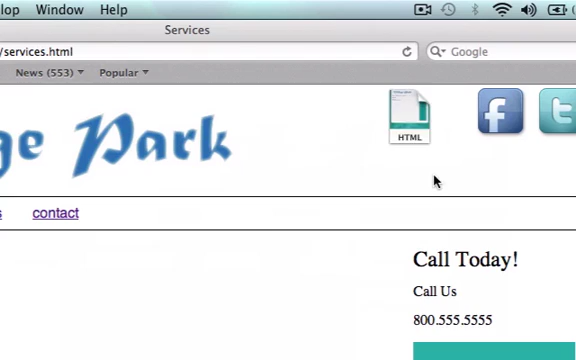 lop Window Help
Services
/services.html
Google
News (553) Popular
ge Park
HTML
f
t
s contact
Call Today!
Call Us
800.555.5555